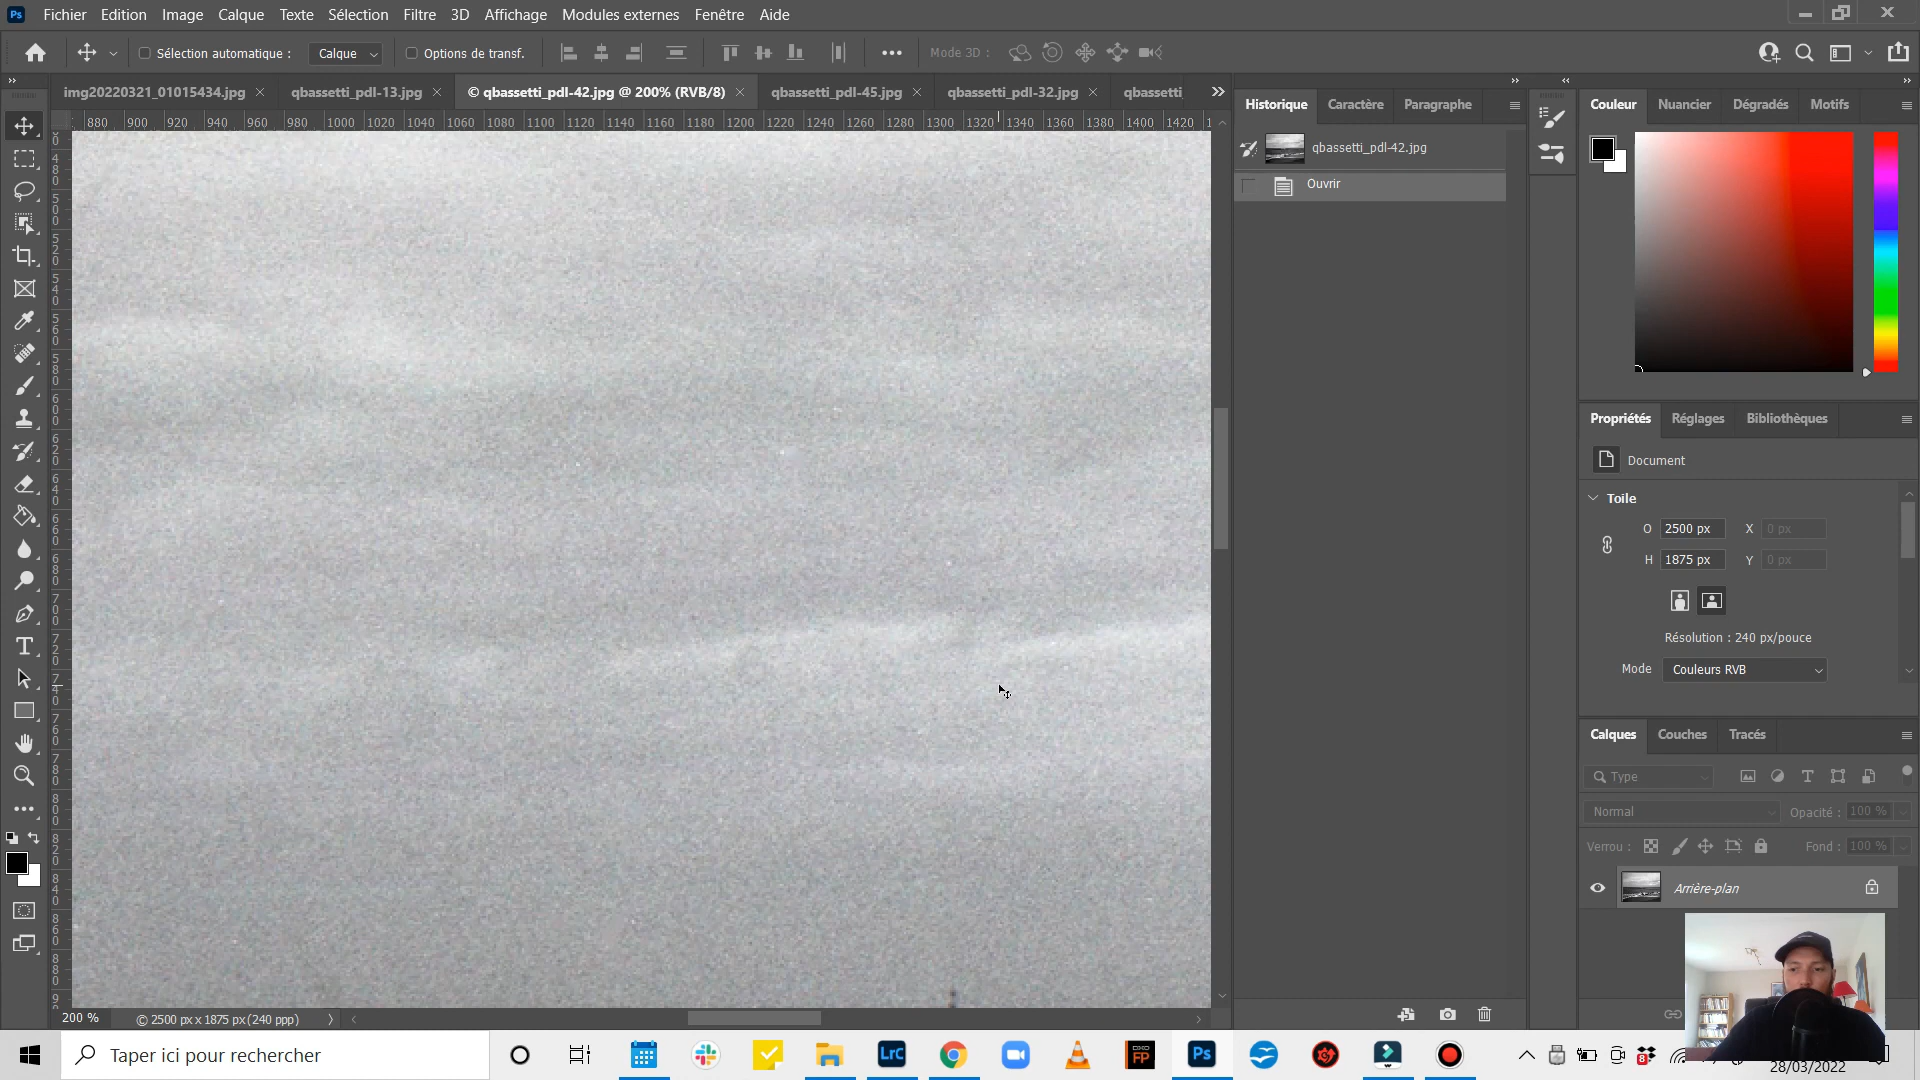 Fichier Edition Image Calque Texte Sélection Filtre 3D Affichage Modules externes Fenêtre Aide
Sélection automatique : Calque Options de transf. Mode 3D :
img20220321_01015434.jpg qbassetti_pdl-13.jpg © qbassetti_pdl-42.jpg @ 200% (RVB/8) qbassetti_pdl-45.jpg qbassetti_pdl-32.jpg qbassetti
880 900 920 940 960 980 1000 1020 1040 1060 1080 1100 1120 1140 1160 1180 1200 1220 1240 1260 1280 1300 1320 1340 1360 1380 1400 1420
Historique Caractère Paragraphe
qbassetti_pdl-42.jpg
Ouvrir
Couleur Nuancier Dégradés Motifs
Propriétés Réglages Bibliothèques
Document
Toile
O 2500 px X 0 px
H 1875 px Y 0 px
Résolution : 240 px/pouce
Mode Couleurs RVB
Calques Couches Tracés
Type
Normal Opacité : 100 %
Verrou : Fond : 100 %
Arrière-plan
200 % © 2500 px x 1875 px (240 ppp)
Taper ici pour rechercher
LrC
FP
Ps
28/03/2022